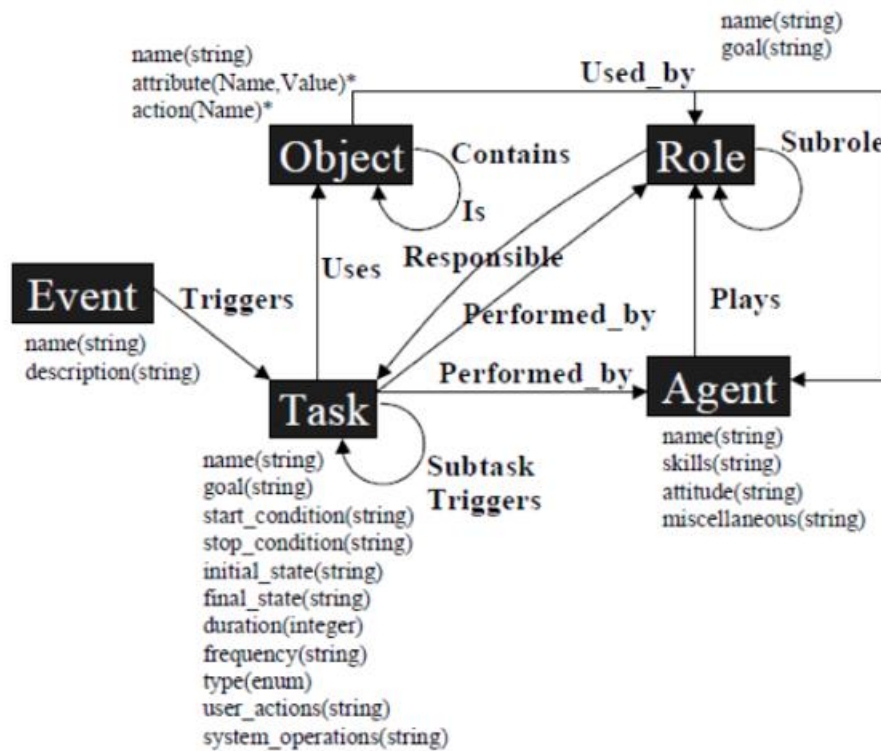 name(string)
goal(string)
name(string)
attribute(Name,Value)*
action(Name)*
Used_by
Object
Contains
Is
Role
Subrole
Uses
Responsible
Event
Triggers
Performed_by
Plays
name(string)
description(string)
Task
Performed_by
Agent
Subtask
Triggers
name(string)
goal(string)
start_condition(string)
stop_condition(string)
initial_state(string)
final_state(string)
duration(integer)
frequency(string)
type(enum)
user_actions(string)
system_operations(string)
name(string)
skills(string)
attitude(string)
miscellaneous(string)